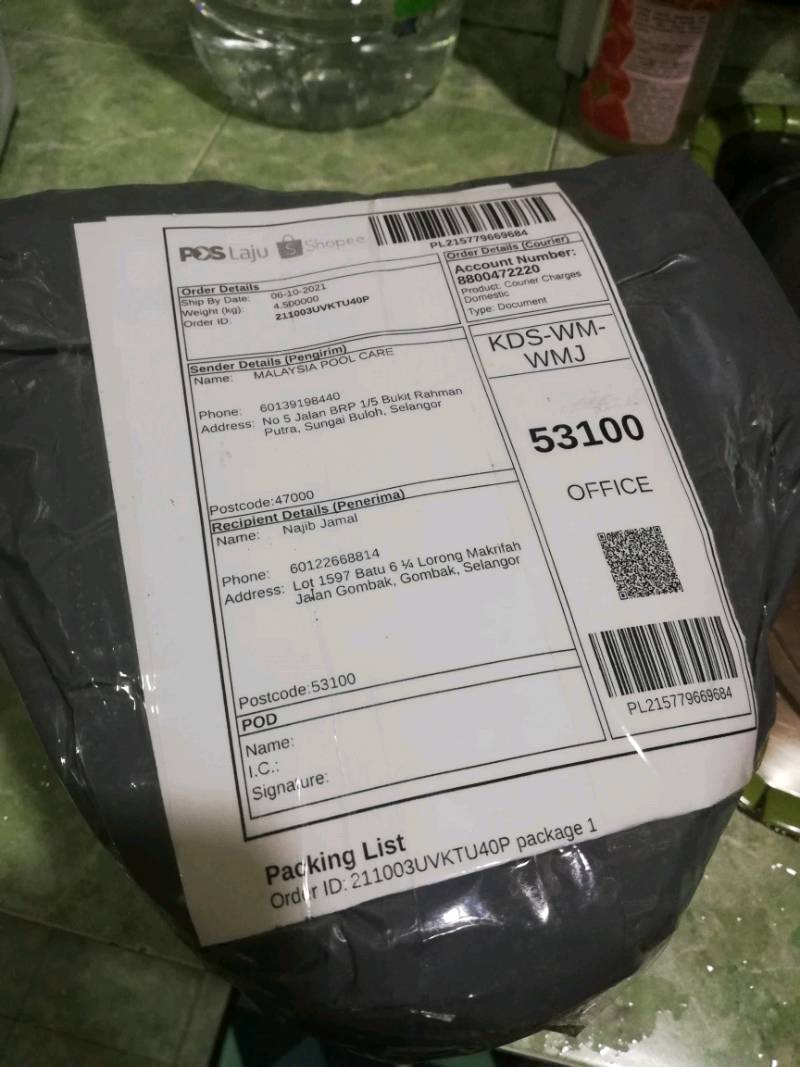 POS Laju Shopee
PL215779669684
Order Details
Ship By Date: 06-10-2021
Weight (kg): 4.500000
Order ID: 211003UVKTU40P
Order Details (Courier)
Account Number:
8800472220
Product: Courier Charges
Domestic
Type: Document
Sender Details (Pengirim)
Name: MALAYSIA POOL CARE
Phone: 60139198440
Address: No 5 Jalan BRP 1/5 Bukit Rahman
Putra, Sungai Buloh, Selangor
Postcode:47000
KDS-WM-
WMJ
53100
OFFICE
Recipient Details (Penerima)
Name: Najib Jamal
Phone: 60122668814
Address: Lot 1597 Batu 6 ¼ Lorong Makrifah
Jalan Gombak, Gombak, Selangor
Postcode:53100
PL215779669684
POD
Name:
I.C.:
Signature:
Packing List
Order ID: 211003UVKTU40P package 1